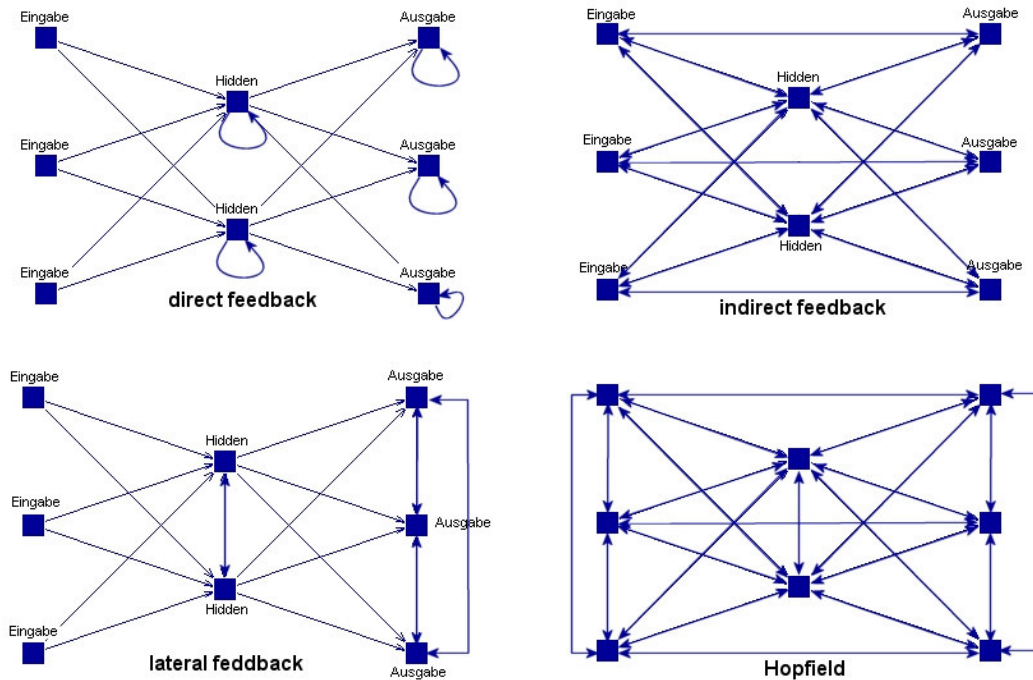 Eingabe
Ausgabe
Hidden
Eingabe
Ausgabe
Hidden
Eingabe
Ausgabe
direct feedback
Eingabe
Ausgabe
Hidden
Eingabe
Ausgabe
Hidden
Eingabe
Ausgabe
indirect feedback
Eingabe
Ausgabe
Hidden
Eingabe
Ausgabe
Hidden
Eingabe
Ausgabe
lateral feddback
Hopfield